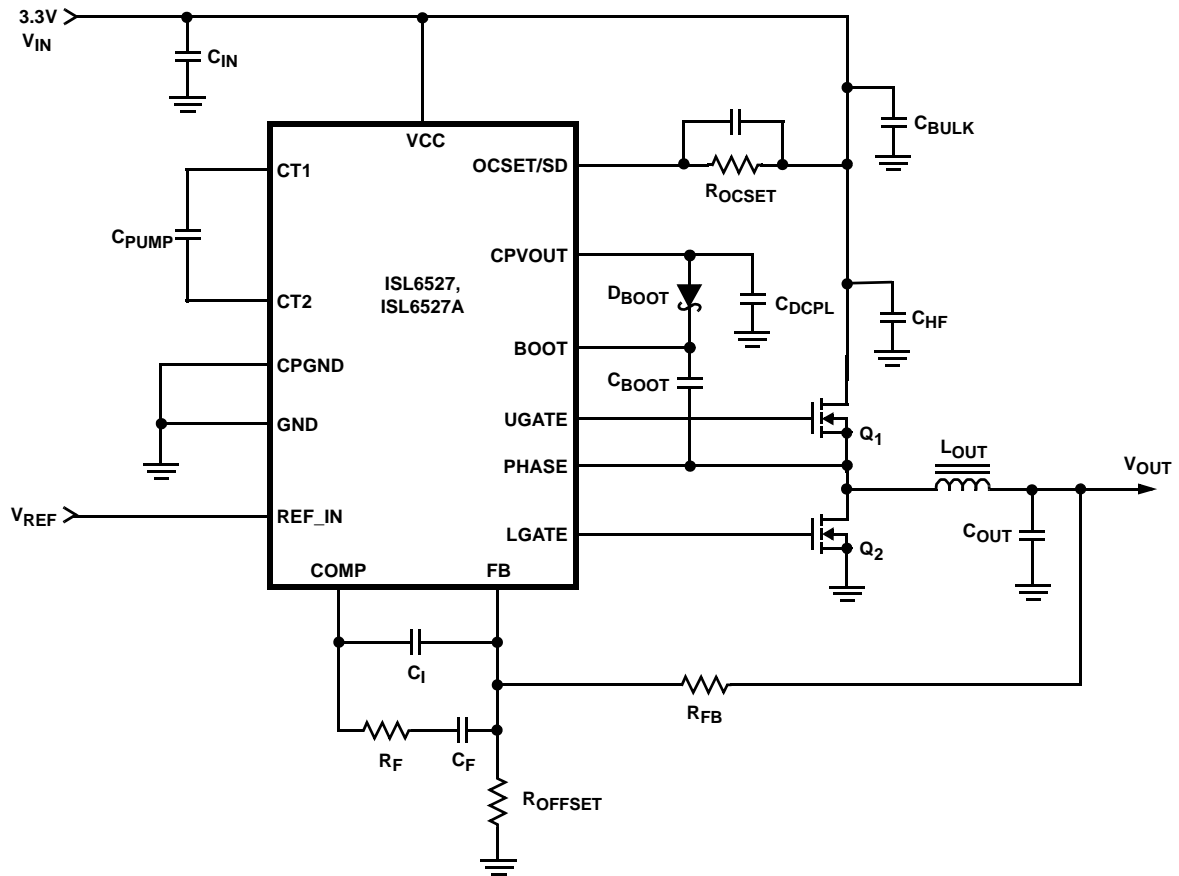 3.3V
VIN
CIN
CBULK
VCC
CT1
OCSET/SD
ROCSET
CPUMP
CPVOUT
ISL6527,
ISL6527A
DBOOT
CDCPL
CT2
CHF
BOOT
CPGND
CBOOT
UGATE
GND
Q1
LOUT
PHASE
VOUT
VREF
REF_IN
LGATE
COUT
Q2
COMP
FB
CI
RFB
RF
CF
ROFFSET